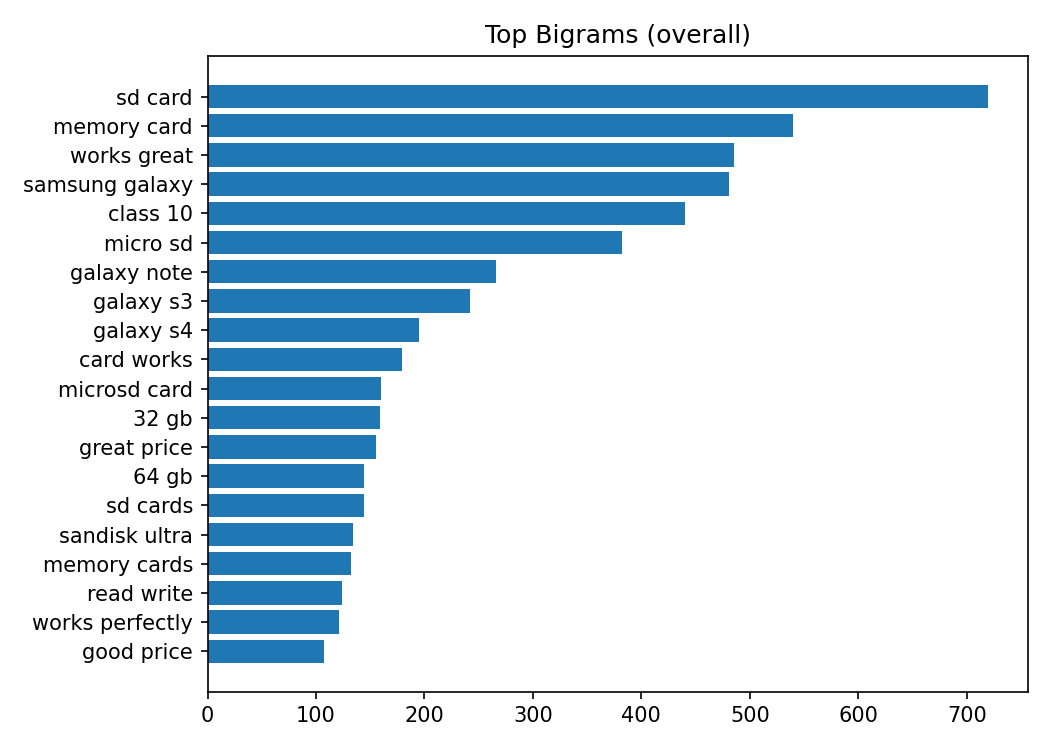 Top Bigrams (overall)
sd card
memory card
works great
samsung galaxy
class 10
micro sd
galaxy note
galaxy s3
galaxy s4
card works
microsd card
32 gb
great price
64 gb
sd cards
sandisk ultra
memory cards
read write
works perfectly
good price
0 100 200 300 400 500 600 700